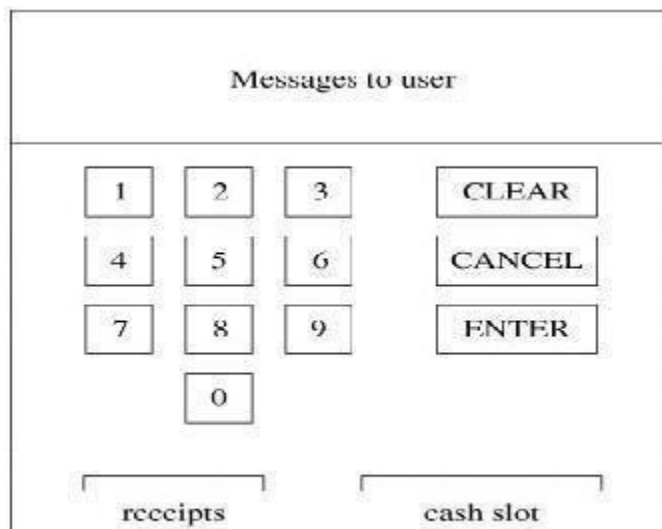 Messages to user
1 2 3 CLEAR
4 5 6 CANCEL
7 8 9 ENTER
0
receipts cash slot